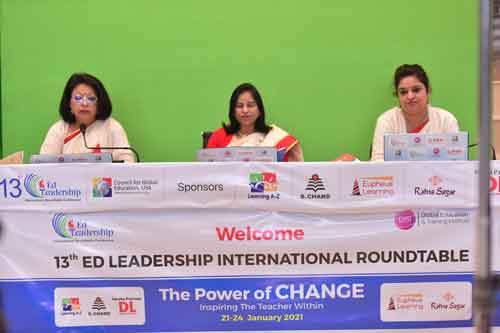 13 Ed Leadership
Council for Global Education, USA
Sponsors
Learning A-Z
S. CHAND
Eupheus Learning
Ratna Sagar
DL
Ed Leadership
Welcome
Global Education & Training Institute
13th ED LEADERSHIP INTERNATIONAL ROUNDTABLE
Learning A-Z
S. CHAND
DL
The Power of CHANGE
Inspiring The Teacher Within
21-24 January 2021
Eupheus Learning
Ratna Sagar